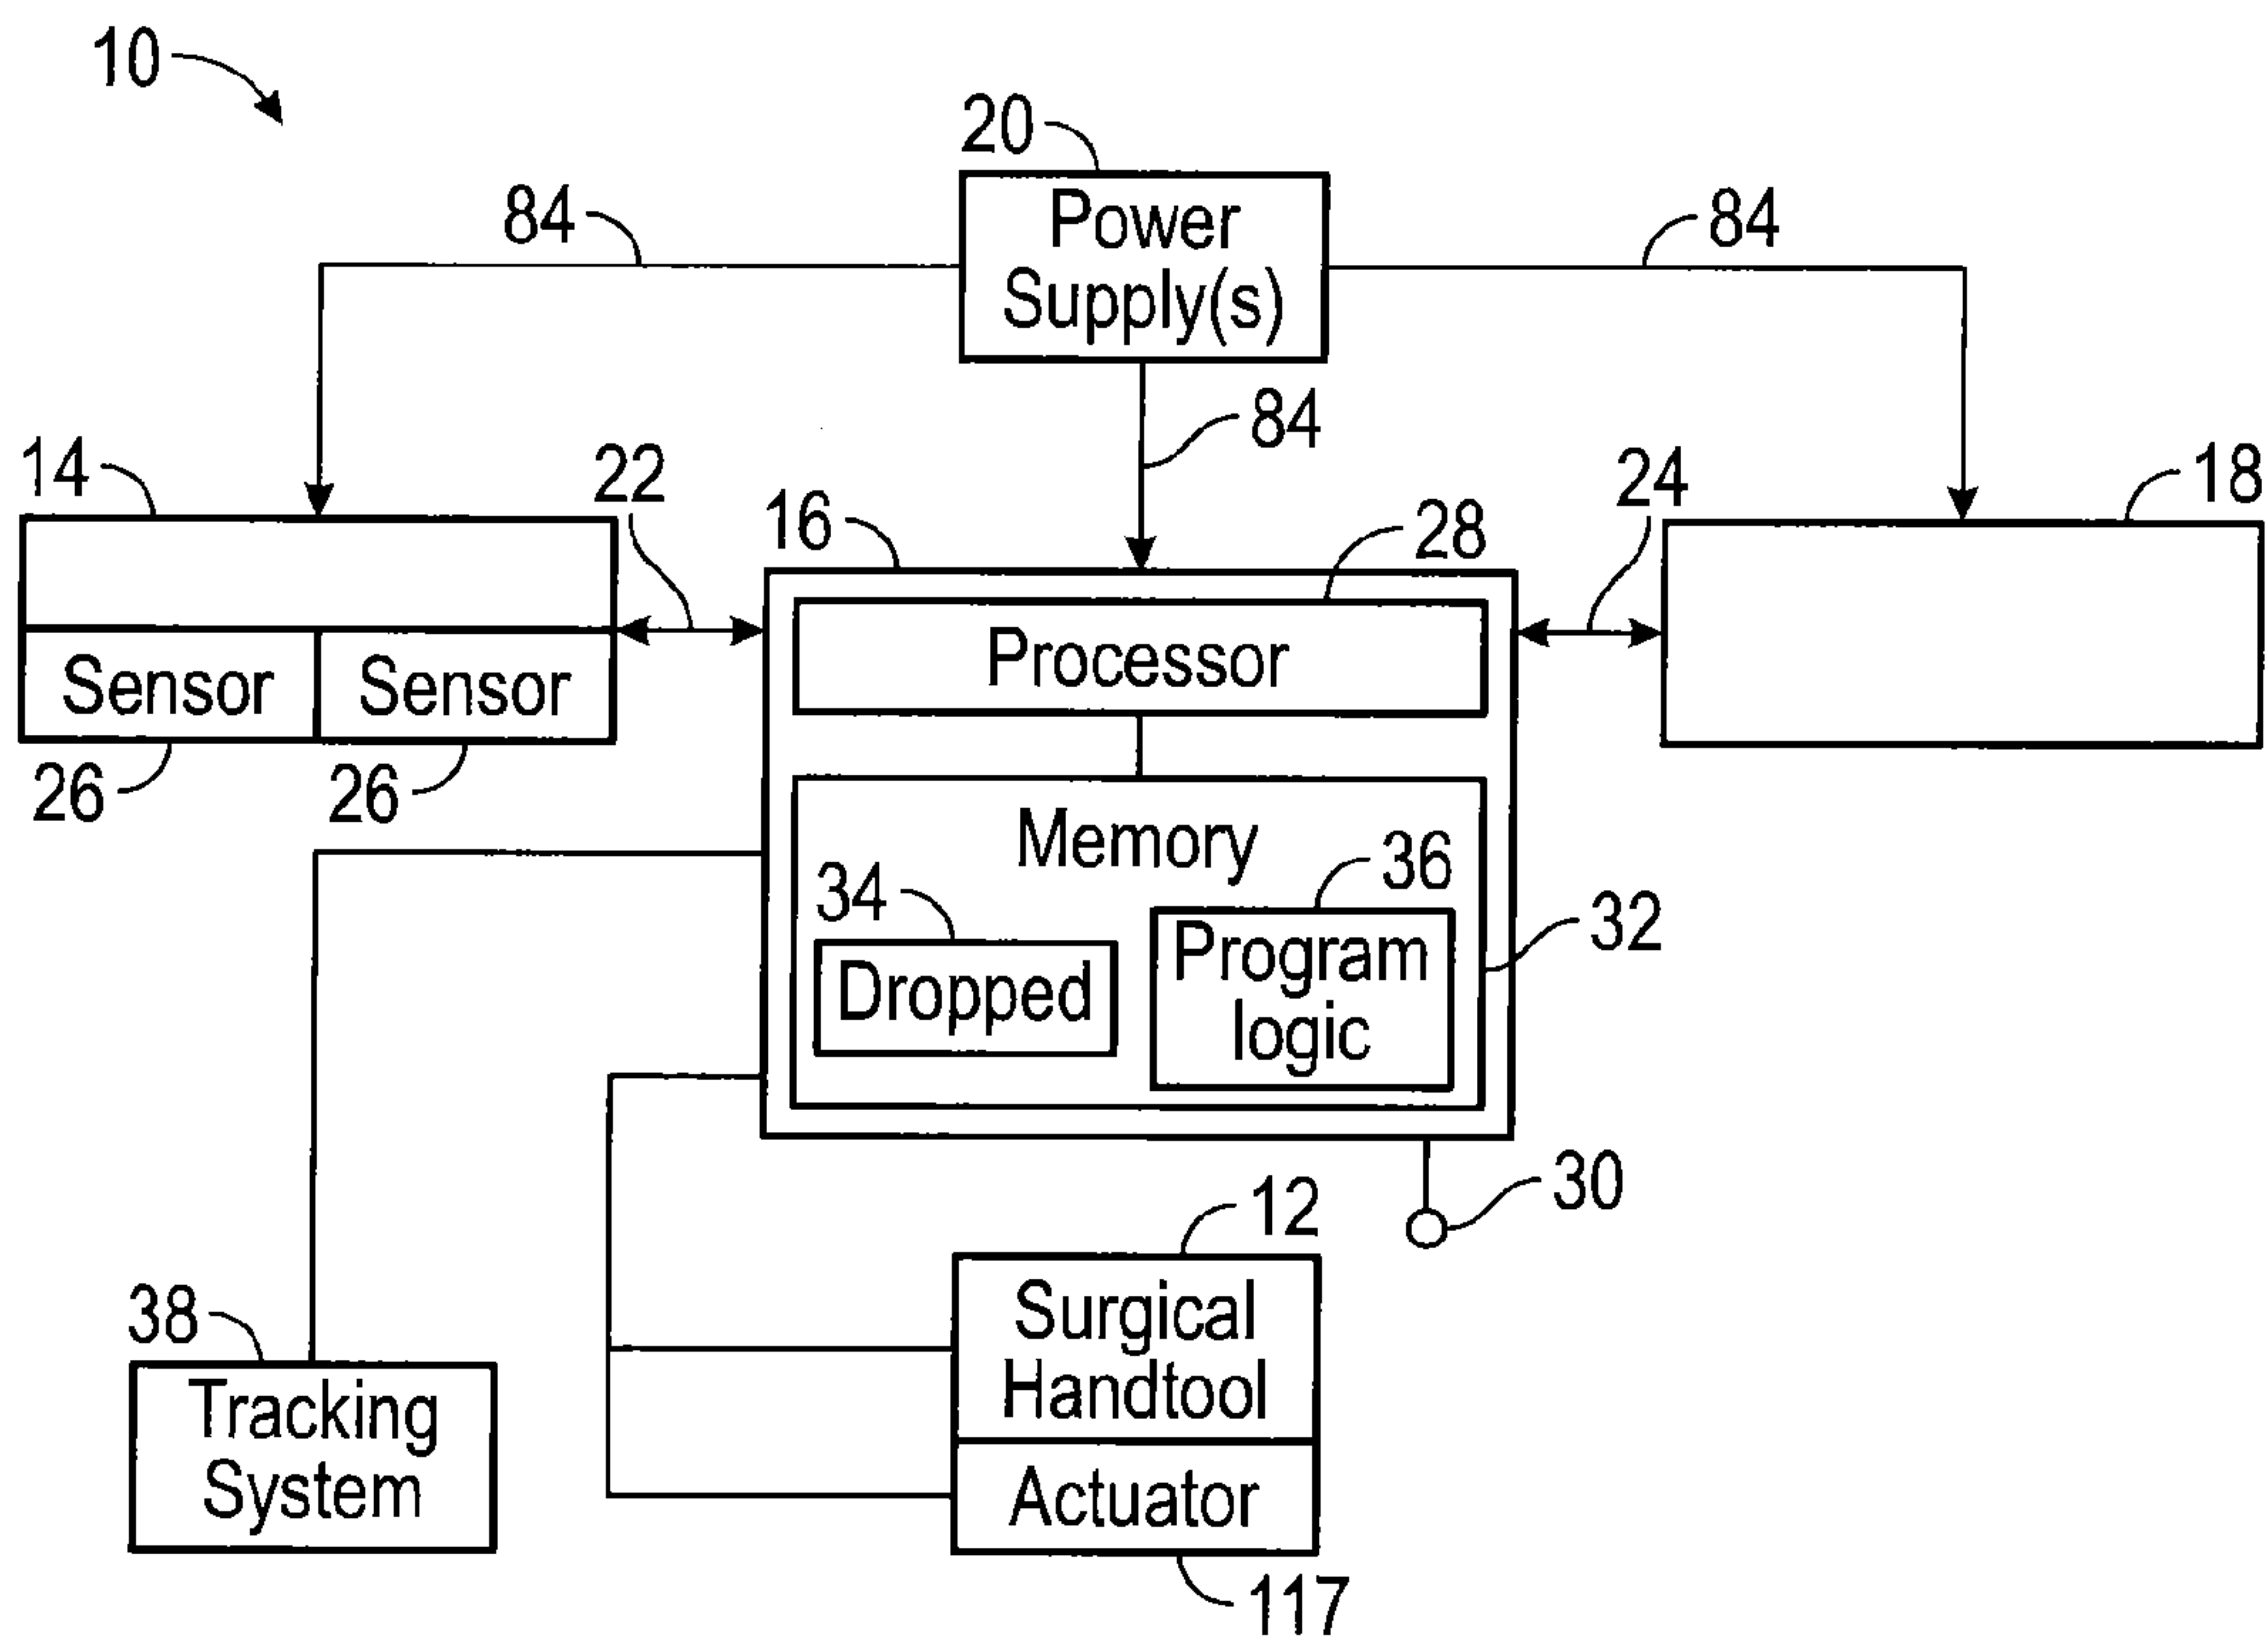 10
20
Power
Supply(s)
84
84
84
14
22
16
28
24
18
Sensor
Sensor
26
26
Processor
Memory
34
36
32
Dropped
Program
logic
30
12
Surgical
Handtool
Actuator
117
38
Tracking
System